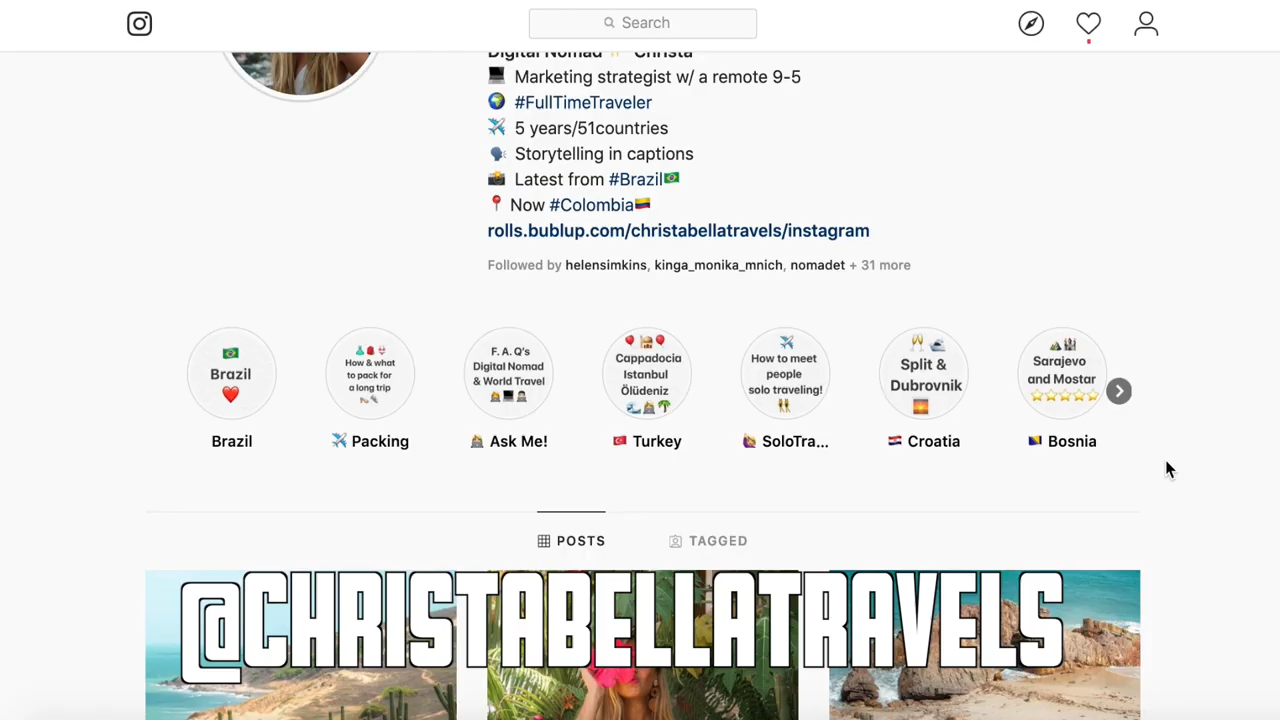 Search
Digital Nomad ✨ Christa
💻 Marketing strategist w/ a remote 9-5
🌍 #FullTimeTraveler
✈️ 5 years/51countries
🗣 Storytelling in captions
📸 Latest from #Brazil🇧🇷
📍 Now #Colombia🇨🇴
rolls.bublup.com/christabellatravels/instagram
Followed by helensimkins, kinga_monika_mnich, nomadet + 31 more
Brazil
How & what
to pack for
a long trip
F. A. Q's
Digital Nomad
& World Travel
Cappadocia
Istanbul
Ölüdeniz
How to meet
people
solo traveling!
Split &
Dubrovnik
Sarajevo
and Mostar
Brazil
✈️ Packing
Ask Me!
🇹🇷 Turkey
SoloTra...
🇭🇷 Croatia
🇧🇦 Bosnia
POSTS
TAGGED
@CHRISTABELLATRAVELS